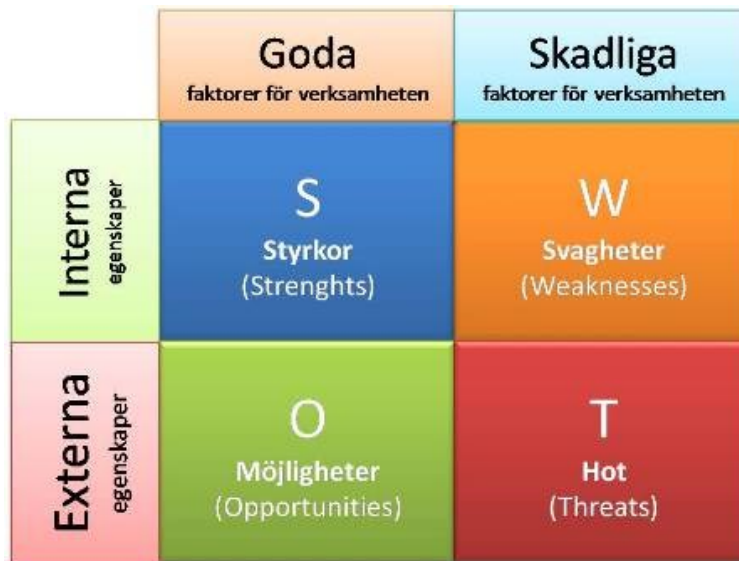 Goda
faktorer för verksamheten
Skadliga
faktorer för verksamheten
Interna
egenskaper
S
Styrkor
(Strenghts)
W
Svagheter
(Weaknesses)
Externa
egenskaper
O
Möjligheter
(Opportunities)
T
Hot
(Threats)